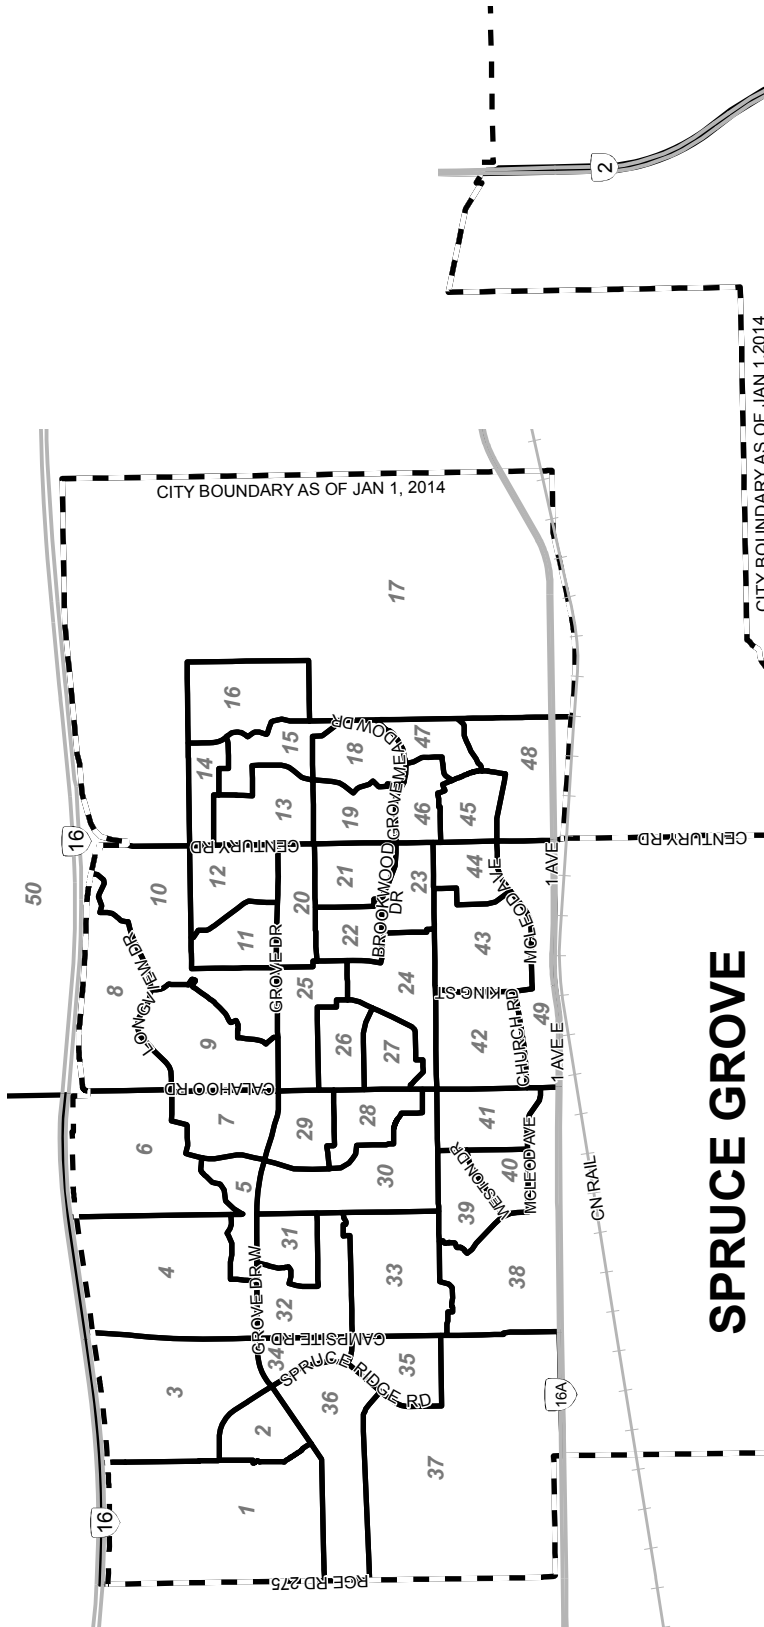 2
CITY BOUNDARY AS OF JAN 1, 2014
CITY BOUNDARY AS OF JAN 1,2014
17
16
MEADOW DR
47
15
18
48
14
13
19
46
45
16
CENTURY RD
CENTURY RD
1 AVE
50
10
12
20
21
BROOKWOOD DR
GROVE
23
44
MCLEOD AVE
11
22
43
GROVE DR
LONGVIEW DR
8
25
24
KING ST
49
9
26
27
42
CHURCH RD
1 AVE E
CALAHOO RD
6
7
29
28
41
5
30
40
MCLEOD AVE
WESTON DR
39
CN RAIL
4
31
33
38
32
GROVE DR W
CAMPSITE RD
3
34
SPRUCE RIDGE RD
35
36
2
16A
37
1
16
RGE RD 275
SPRUCE GROVE